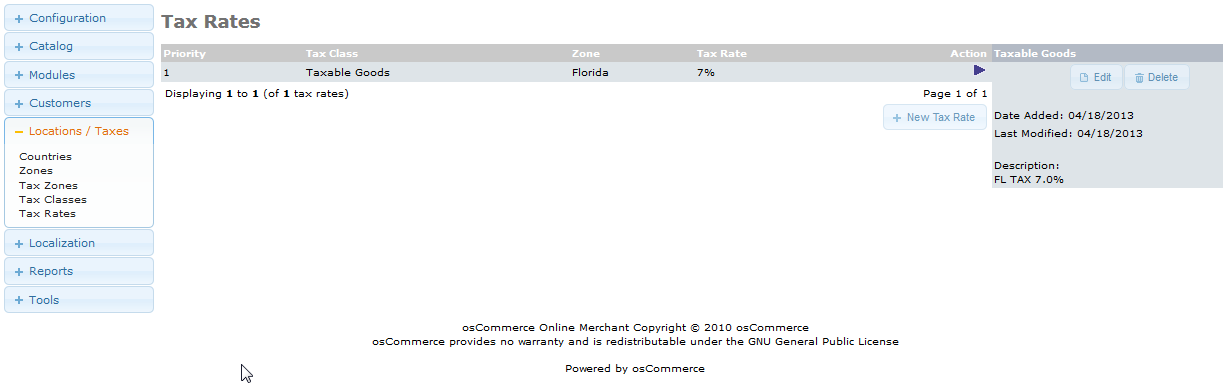 Configuration
Catalog
Modules
Customers
Locations / Taxes
Countries
Zones
Tax Zones
Tax Classes
Tax Rates
Localization
Reports
Tools
Tax Rates
Priority Tax Class Zone Tax Rate Action
1 Taxable Goods Florida 7%
Displaying 1 to 1 (of 1 tax rates) Page 1 of 1
New Tax Rate
Taxable Goods
Edit Delete
Date Added: 04/18/2013
Last Modified: 04/18/2013
Description:
FL TAX 7.0%
osCommerce Online Merchant Copyright © 2010 osCommerce
osCommerce provides no warranty and is redistributable under the GNU General Public License
Powered by osCommerce